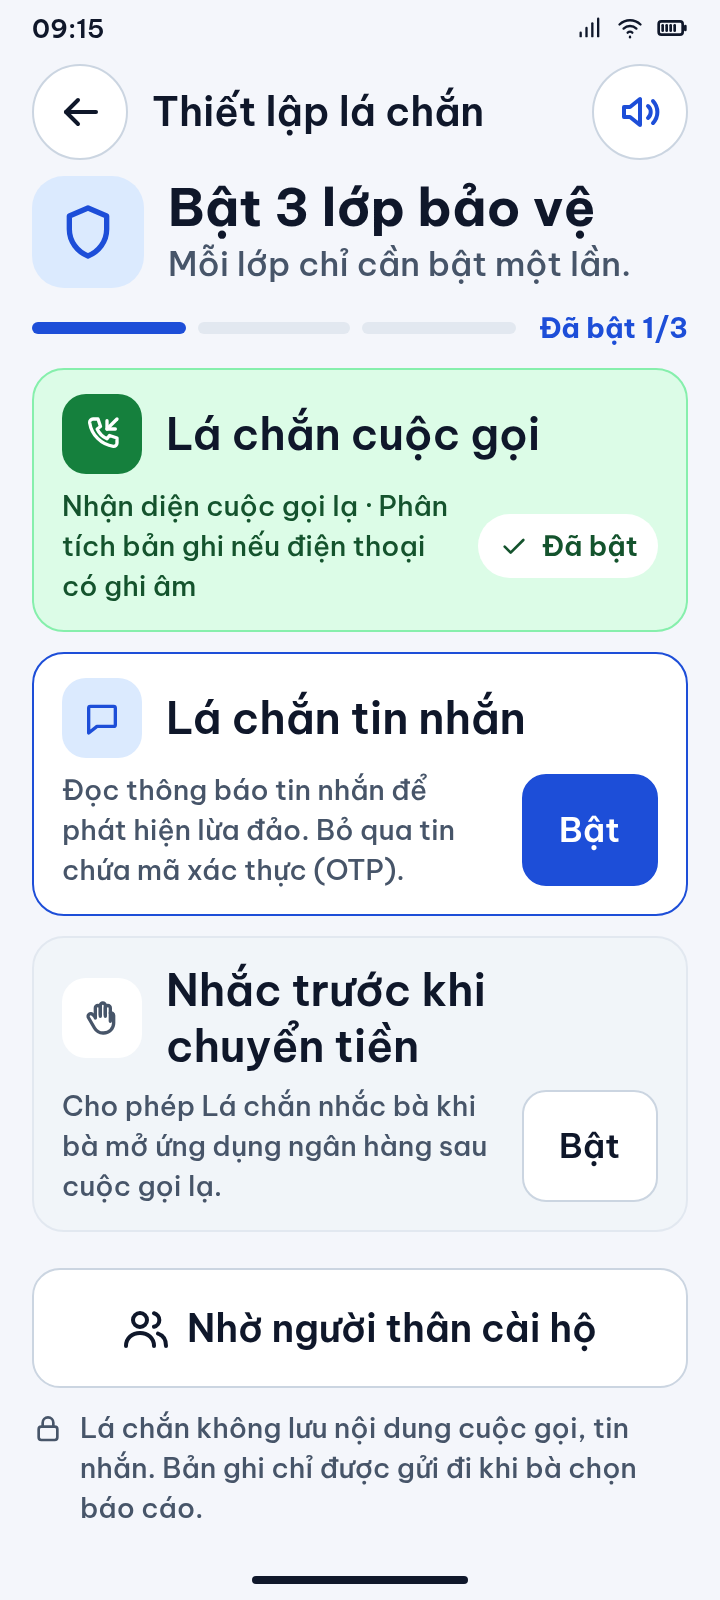 09:15
Thiết lập lá chắn
Bật 3 lớp bảo vệ
Mỗi lớp chỉ cần bật một lần.
Đã bật 1/3
Lá chắn cuộc gọi
Nhận diện cuộc gọi lạ · Phân
tích bản ghi nếu điện thoại
có ghi âm
Đã bật
Lá chắn tin nhắn
Đọc thông báo tin nhắn để
phát hiện lừa đảo. Bỏ qua tin
chứa mã xác thực (OTP).
Bật
Nhắc trước khi
chuyển tiền
Cho phép Lá chắn nhắc bà khi
bà mở ứng dụng ngân hàng sau
cuộc gọi lạ.
Bật
Nhờ người thân cài hộ
Lá chắn không lưu nội dung cuộc gọi, tin
nhắn. Bản ghi chỉ được gửi đi khi bà chọn
báo cáo.